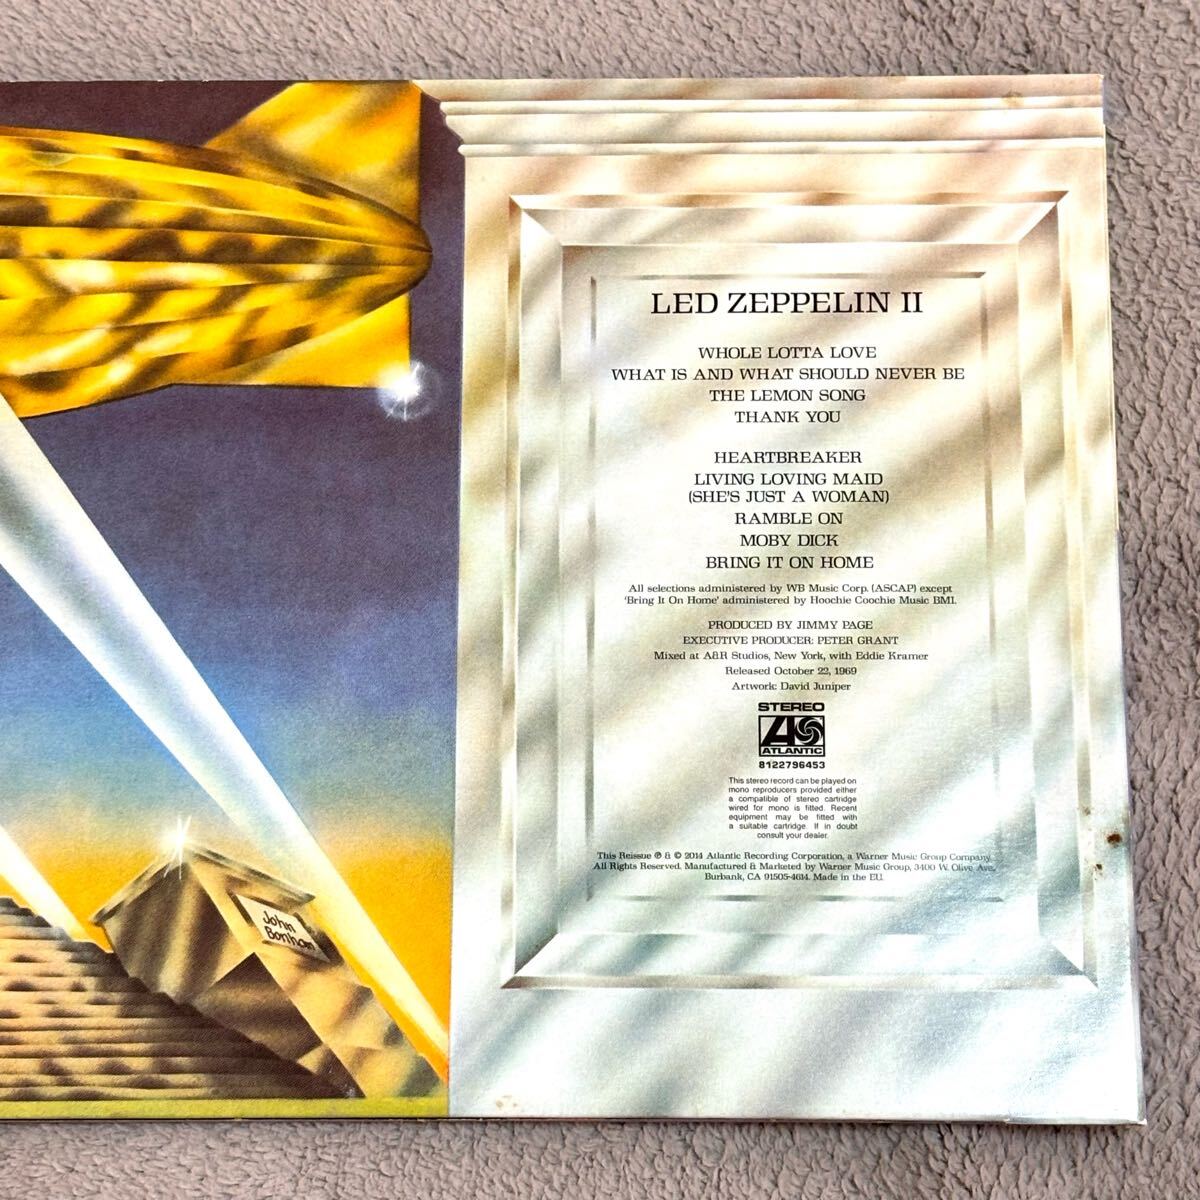 LED ZEPPELIN II
WHOLE LOTTA LOVE
WHAT IS AND WHAT SHOULD NEVER BE
THE LEMON SONG
THANK YOU
HEARTBREAKER
LIVING LOVING MAID
(SHE'S JUST A WOMAN)
RAMBLE ON
MOBY DICK
BRING IT ON HOME
All selections administered by WB Music Corp. (ASCAP) except
'Bring It On Home' administered by Hoochie Coochie Music BMI.
PRODUCED BY JIMMY PAGE
EXECUTIVE PRODUCER: PETER GRANT
Mixed at A&R Studios, New York, with Eddie Kramer
Released October 22, 1969
Artwork: David Juniper
STEREO
ATLANTIC
8122796453
This stereo record can be played on
mono reproducers provided either
a compatible of stereo cartridge
wired for mono is fitted. Recent
equipment may be fitted with
a suitable cartridge. If in doubt
consult your dealer.
This Reissue ℗ & © 2014 Atlantic Recording Corporation, a Warner Music Group Company.
All Rights Reserved. Manufactured & Marketed by Warner Music Group, 3400 W. Olive Ave,
Burbank, CA 91505-4614. Made in the EU.
John
Bonham